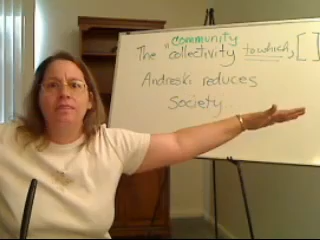 "Community
The collectivity to which, [ ]
Andreski reduces
Society